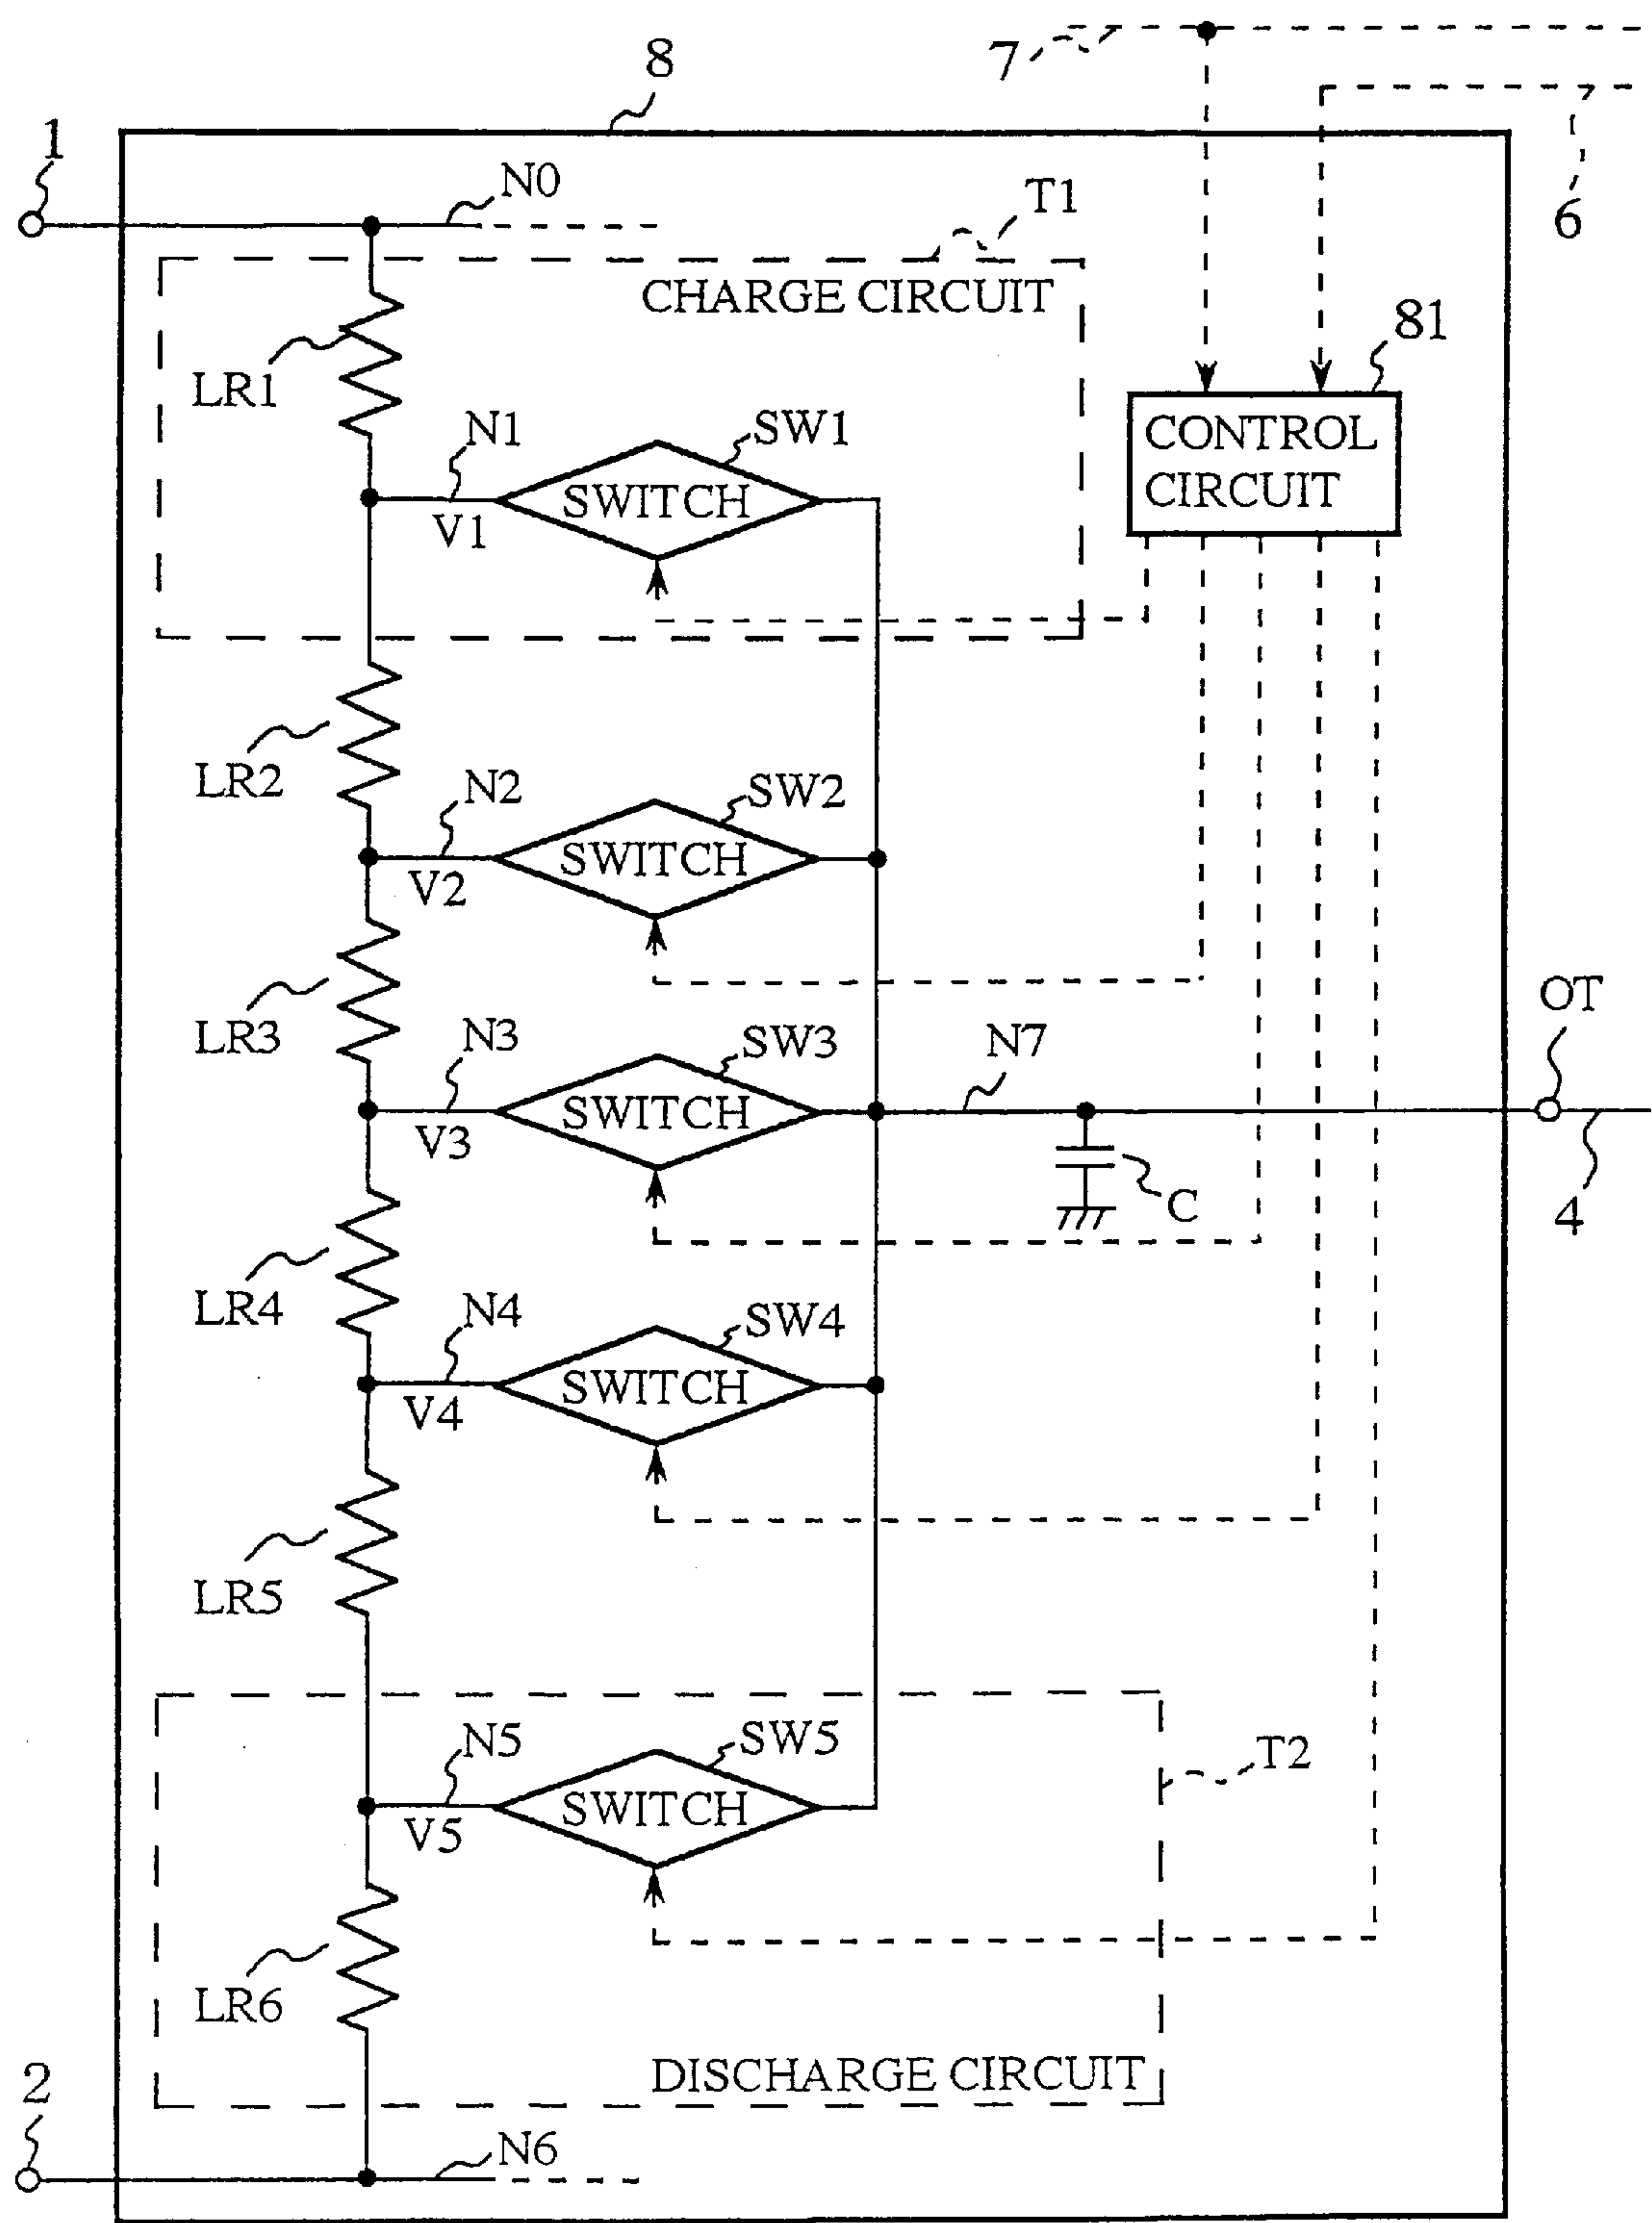 7
8
6
1
N0
T1
CHARGE CIRCUIT
81
LR1
N1
SW1
CONTROL
CIRCUIT
SWITCH
V1
LR2
N2
SW2
SWITCH
V2
OT
LR3
N3
SW3
N7
SWITCH
V3
C
4
LR4
N4
SW4
SWITCH
V4
LR5
N5
SW5
T2
SWITCH
V5
LR6
DISCHARGE CIRCUIT
2
N6